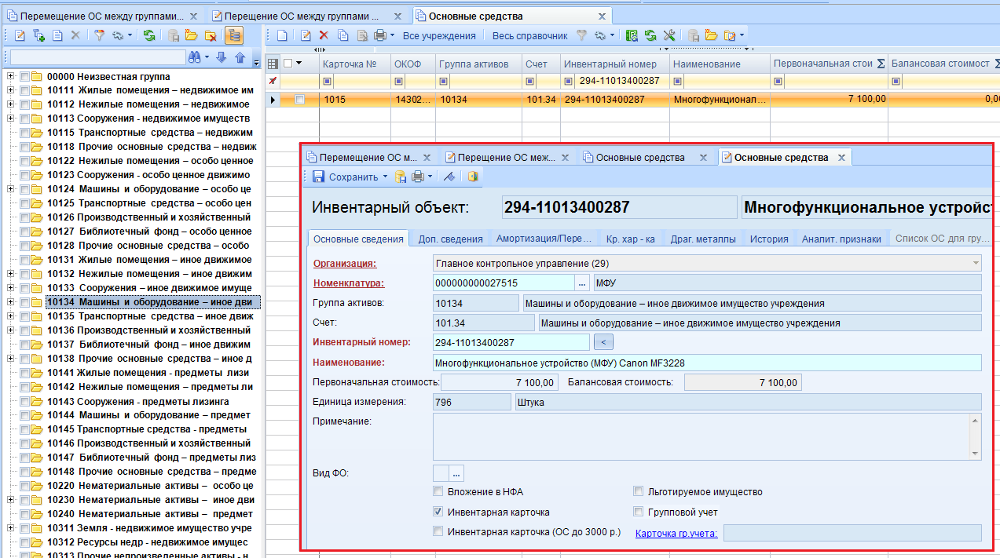 Перемещение ОС между группами...
Перещение ОС между группами ...
Основные средства
Все учреждения
Весь справочник
Карточка №
ОКОФ
Группа активов
Счет
Инвентарный номер
Наименование
Первоначальная стои
Балансовая стоимост
294-11013400287
1015
14302...
10134
101.34
294-11013400287
Многофункционал...
7 100,00
0,00
00000 Неизвестная группа
10111 Жилые помещения – недвижимое им
10112 Нежилые помещения – недвижимое
10113 Сооружения - недвижимое имуществ
10115 Транспортные средства – недвижим
10118 Прочие основные средства – недвиж
10122 Нежилые помещения – особо ценное
10123 Сооружения - особо ценное движимо
10124 Машины и оборудование – особо це
10125 Транспортные средства – особо цен
10126 Производственный и хозяйственный
10127 Библиотечный фонд – особо ценное
10128 Прочие основные средства – особо
10131 Жилые помещения – иное движимое
10132 Нежилые помещения – иное движим
10133 Сооружения – иное движимое имуще
10134 Машины и оборудование – иное дви
10135 Транспортные средства – иное движ
10136 Производственный и хозяйственный
10137 Библиотечный фонд – иное движим
10138 Прочие основные средства – иное д
10141 Жилые помещения - предметы лизи
10142 Нежилые помещения – предметы ли
10143 Сооружения - предметы лизинга
10144 Машины и оборудование – предмет
10145 Транспортные средства - предметы
10146 Производственный и хозяйственный
10147 Библиотечный фонд – предметы лиз
10148 Прочие основные средства – предме
10220 Нематериальные активы – особо це
10230 Нематериальные активы – иное дви
10240 Нематериальные активы – предмет
10311 Земля - недвижимое имущество учре
10312 Ресурсы недр - недвижимое имущес
10313 Прочие непроизведенные активы - н
Перемещение ОС м...
Перещение ОС меж...
Основные средства
Основные средства
Сохранить
Инвентарный объект:
294-11013400287
Многофункциональное устройст
Основные сведения
Доп. сведения
Амортизация/Пере...
Кр. хар - ка
Драг. металлы
История
Аналит. признаки
Список ОС для гру...
Организация:
Главное контрольное управление (29)
Номенклатура:
000000000027515
...
МФУ
Группа активов:
10134
Машины и оборудование – иное движимое имущество учреждения
Счет:
101.34
Машины и оборудование – иное движимое имущество учреждения
Инвентарный номер:
294-11013400287
<
Наименование:
Многофункциональное устройство (МФУ) Canon MF3228
Первоначальная стоимость:
7 100,00
Балансовая стоимость:
7 100,00
Единица измерения:
796
Штука
Примечание:
Вид ФО:
...
Вложение в НФА
Льготируемое имущество
Инвентарная карточка
Групповой учет
Инвентарная карточка (ОС до 3000 р.)
Карточка гр.учета: